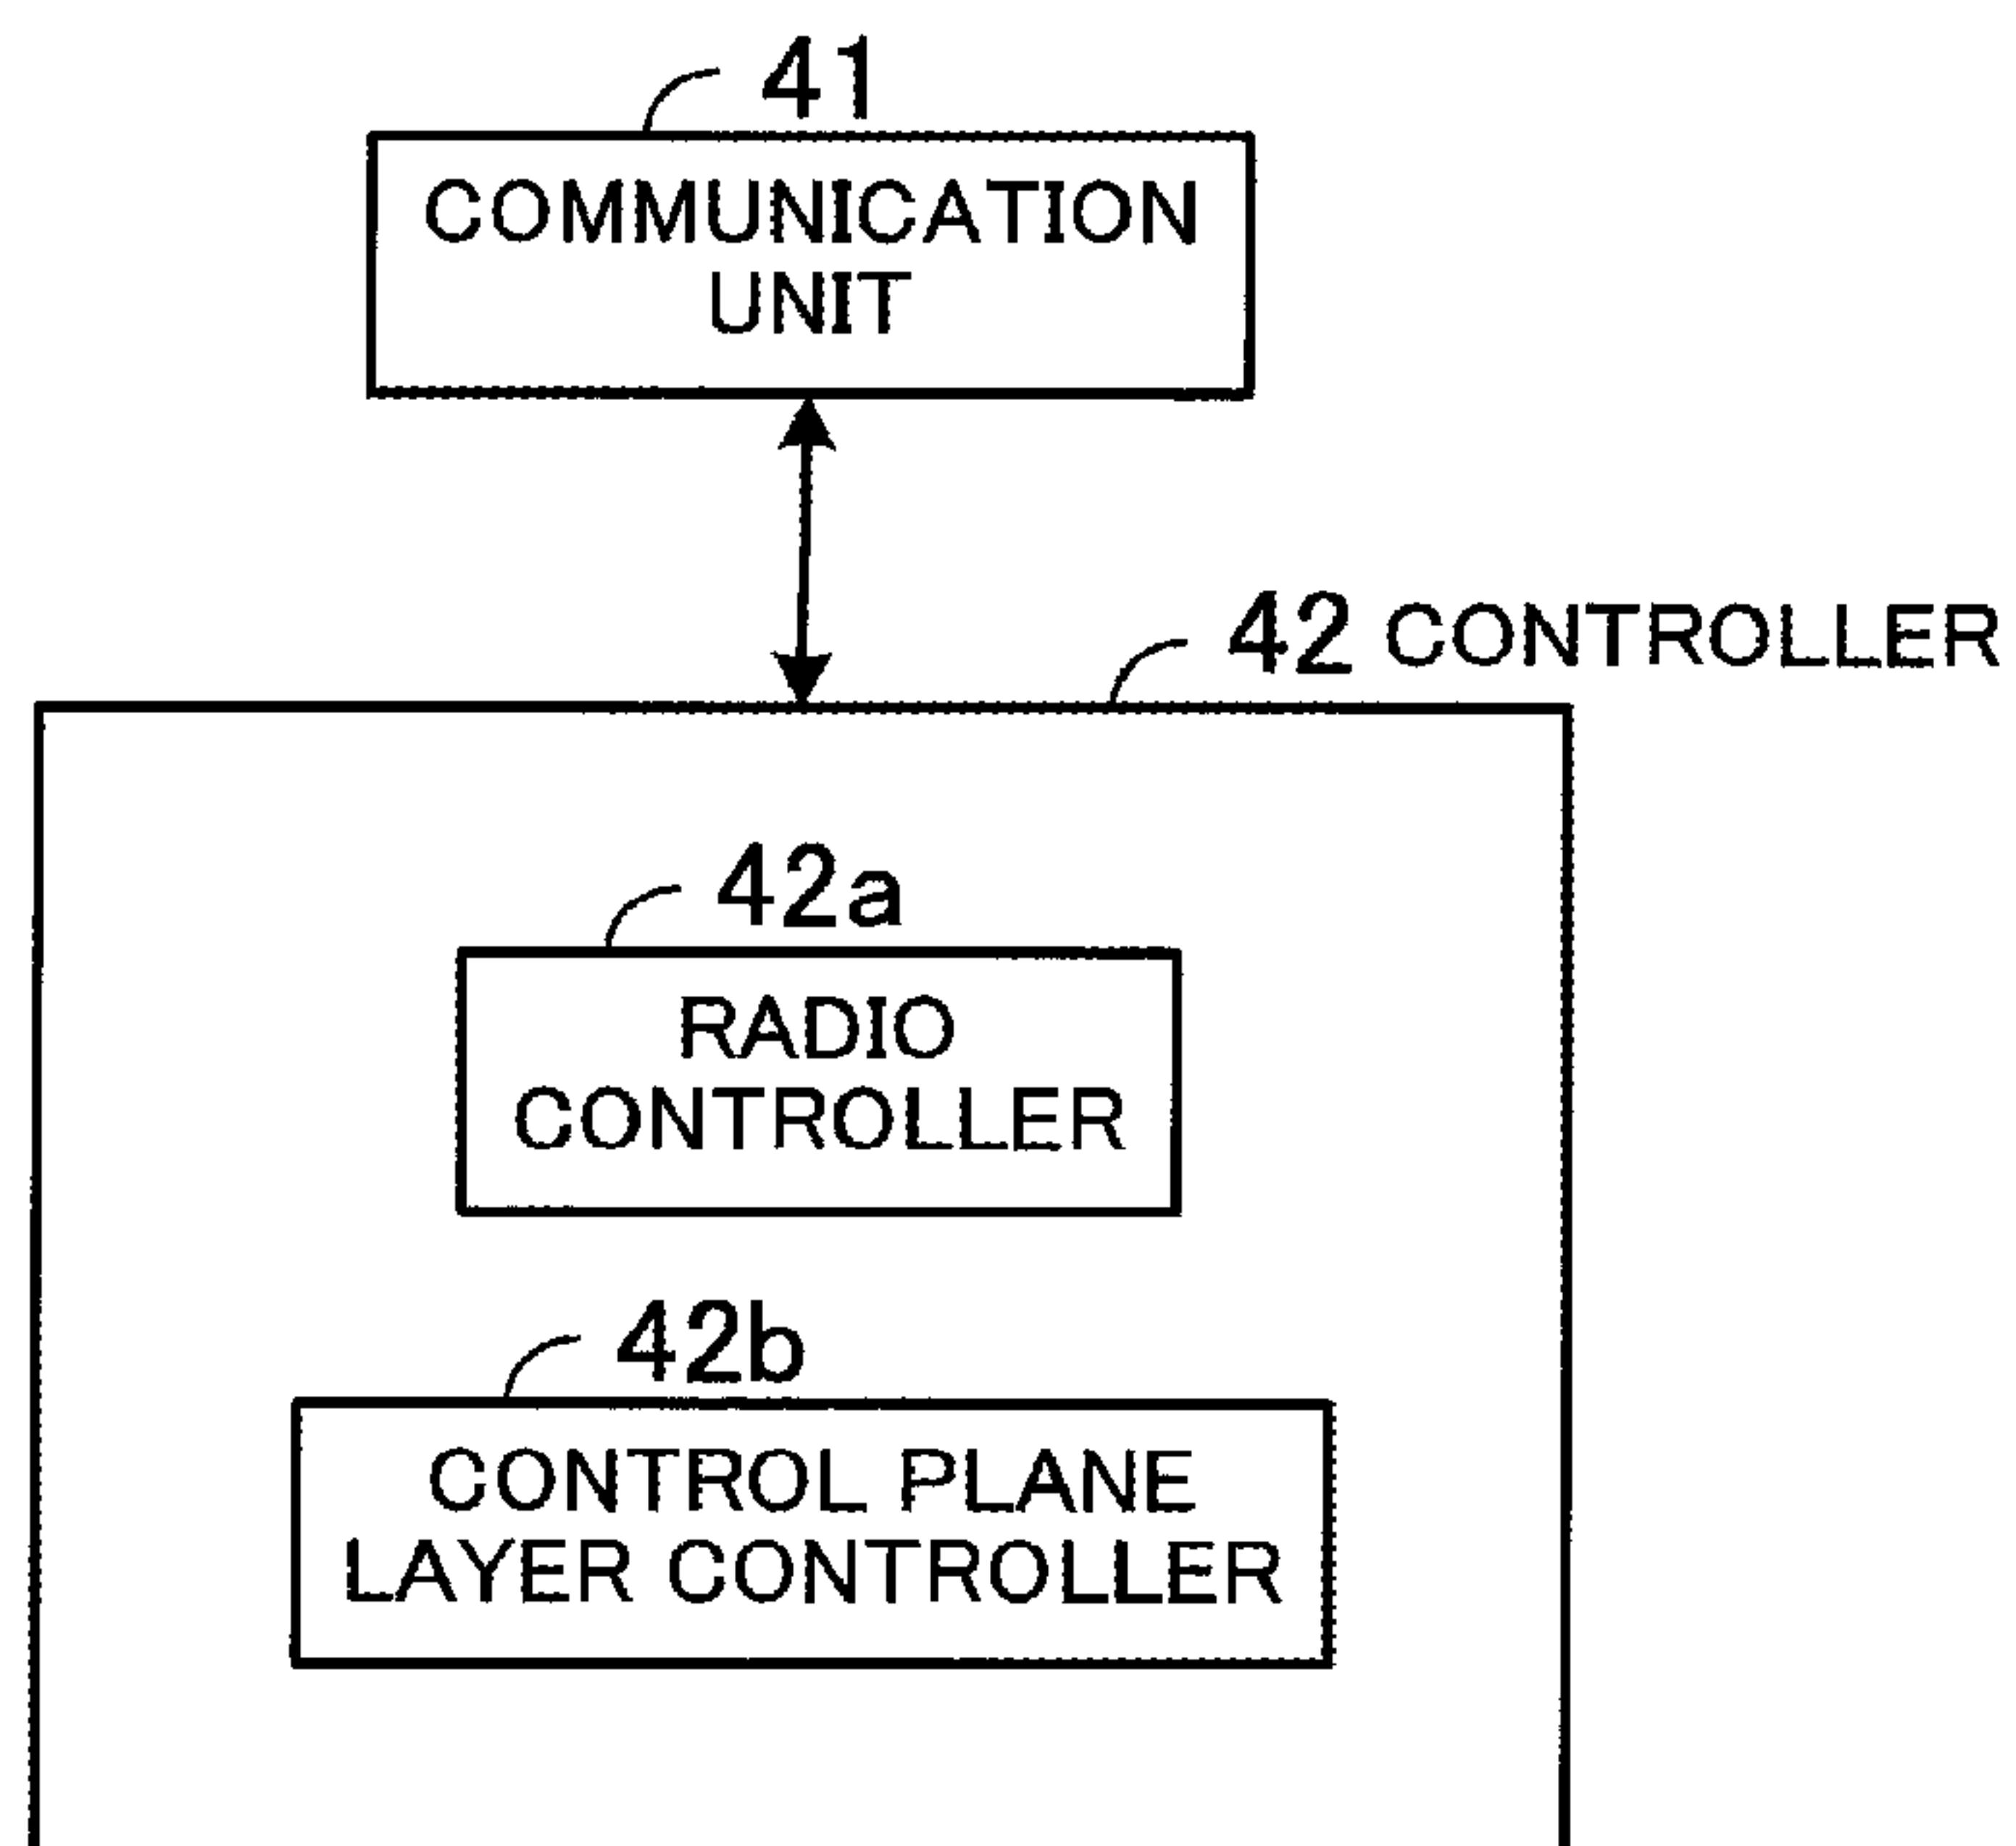 41
COMMUNICATION
UNIT
42 CONTROLLER
42a
RADIO
CONTROLLER
42b
CONTROL PLANE
LAYER CONTROLLER